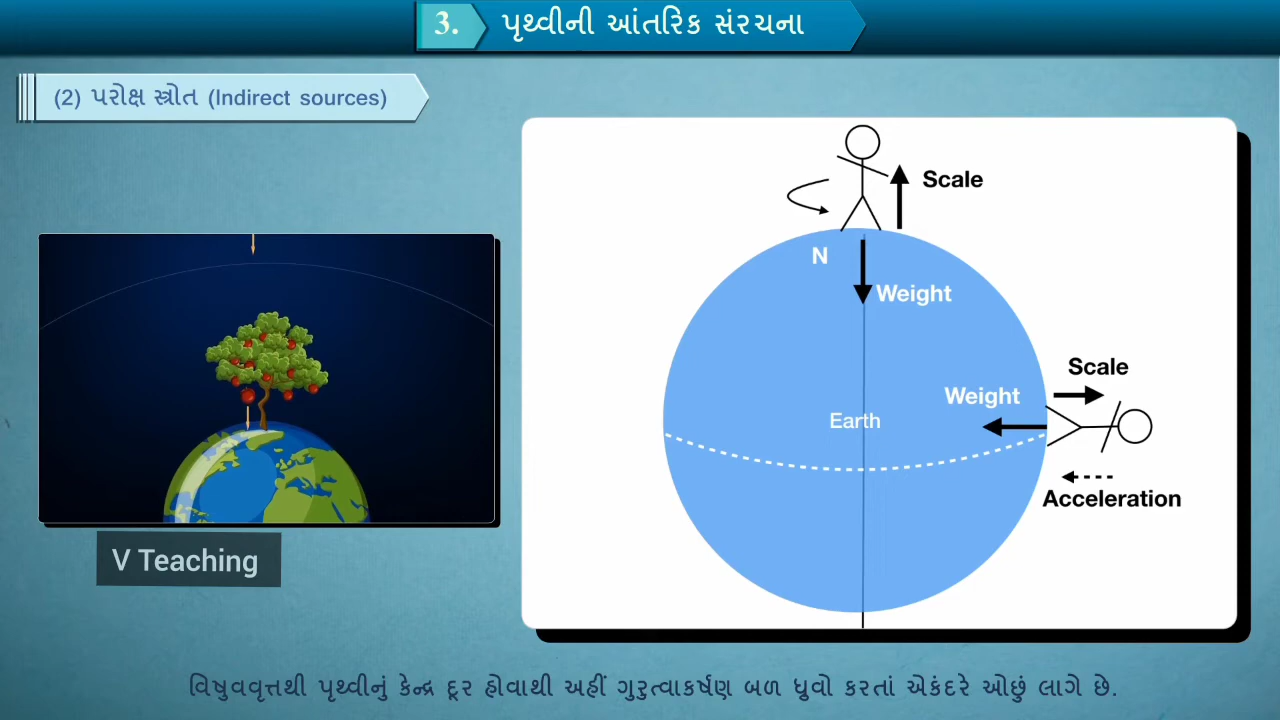 3. પૃથ્વીની આંતરિક સંરચના
(2) પરોક્ષ સ્ત્રોત (Indirect sources)
Scale
N
Weight
Scale
Weight
Earth
Acceleration
V Teaching
વિષુવવૃત્તથી પૃથ્વીનું કેન્દ્ર દૂર હોવાથી અહીં ગુરુત્વાકર્ષણ બળ ધ્રુવો કરતાં એકંદરે ઓછું લાગે છે.